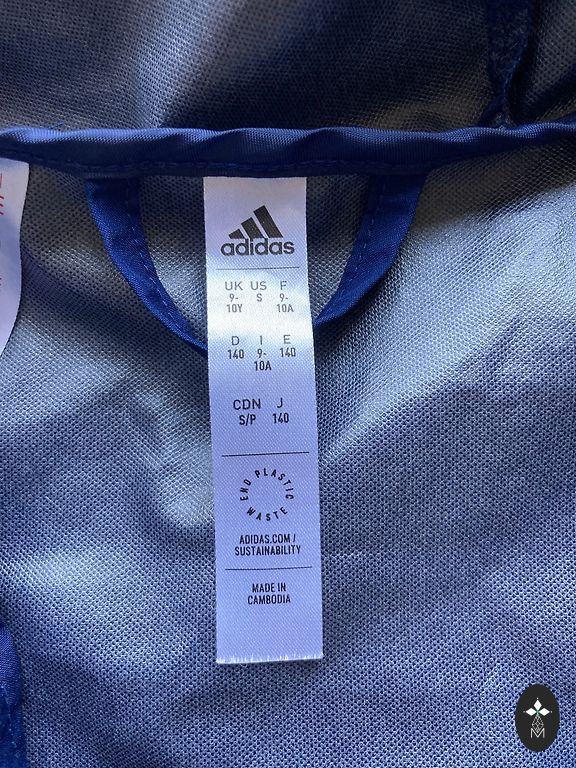 adidas
UK US F
9-10Y S 9-10A
D I E
140 9-10A 140
CDN J
S/P 140
END PLASTIC WASTE
ADIDAS.COM/
SUSTAINABILITY
MADE IN
CAMBODIA
M